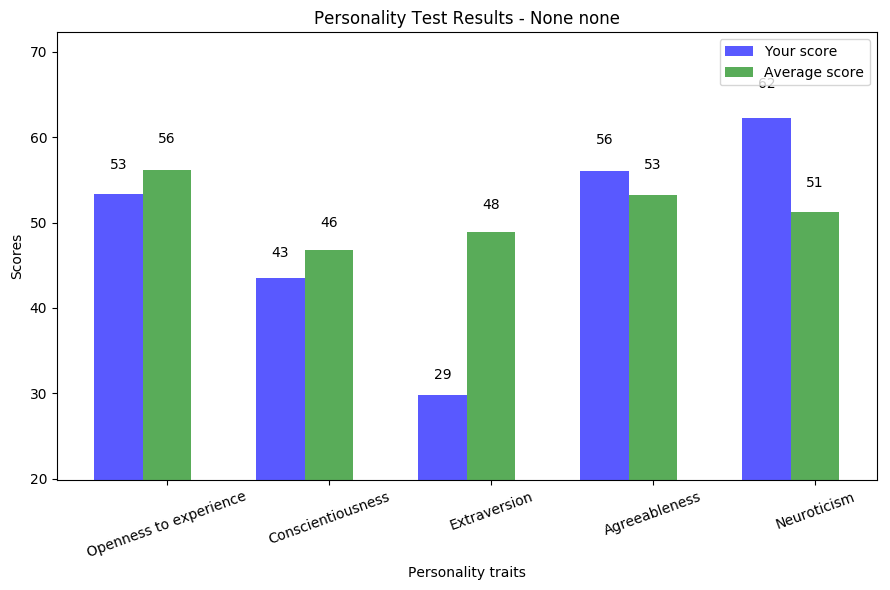 Personality Test Results - None none
Your score
Average score
70
60
50
40
30
20
Scores
53
56
43
46
29
48
56
53
62
51
Openness to experience
Conscientiousness
Extraversion
Agreeableness
Neuroticism
Personality traits